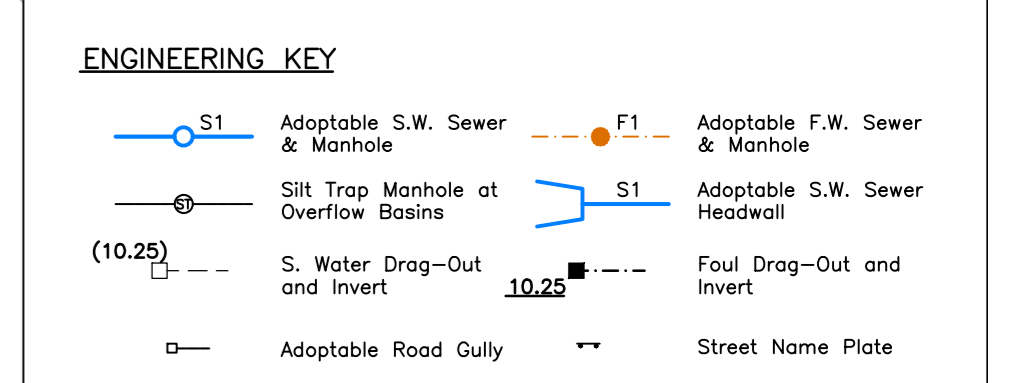 ENGINEERING KEY
S1
Adoptable S.W. Sewer
& Manhole
F1
Adoptable F.W. Sewer
& Manhole
ST
Silt Trap Manhole at
Overflow Basins
S1
Adoptable S.W. Sewer
Headwall
(10.25)
S. Water Drag-Out
and Invert
10.25
Foul Drag-Out and
Invert
Adoptable Road Gully
Street Name Plate